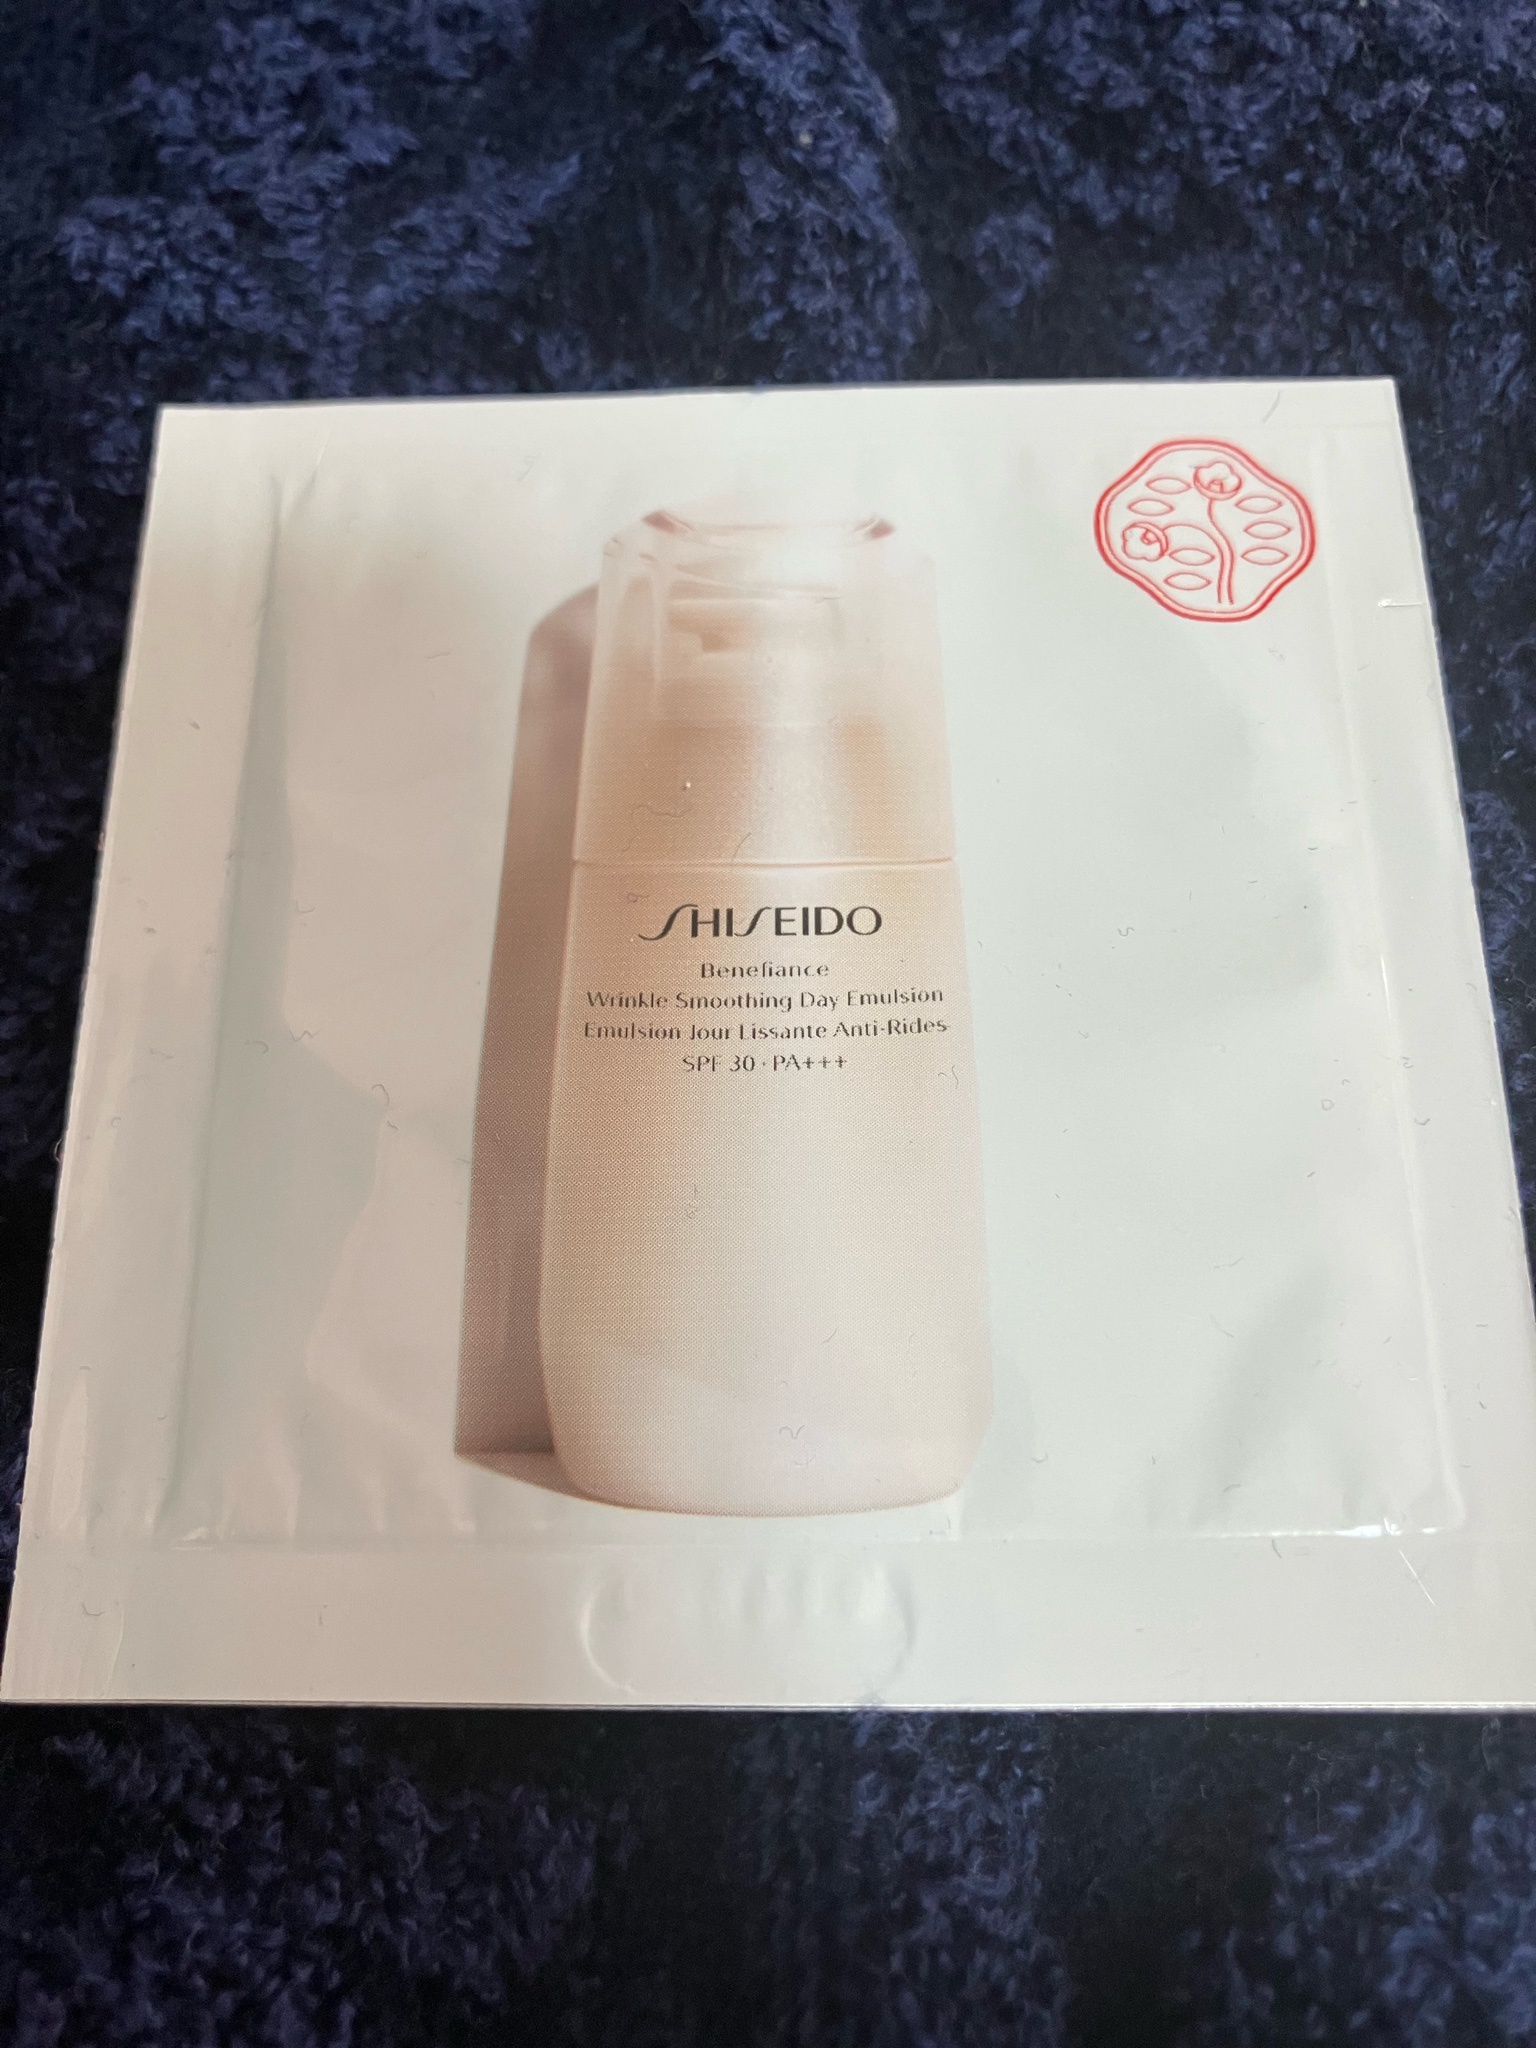 SHISEIDO
Benefiance
Wrinkle Smoothing Day Emulsion
Emulsion Jour Lissante Anti-Rides
SPF 30·PA+++